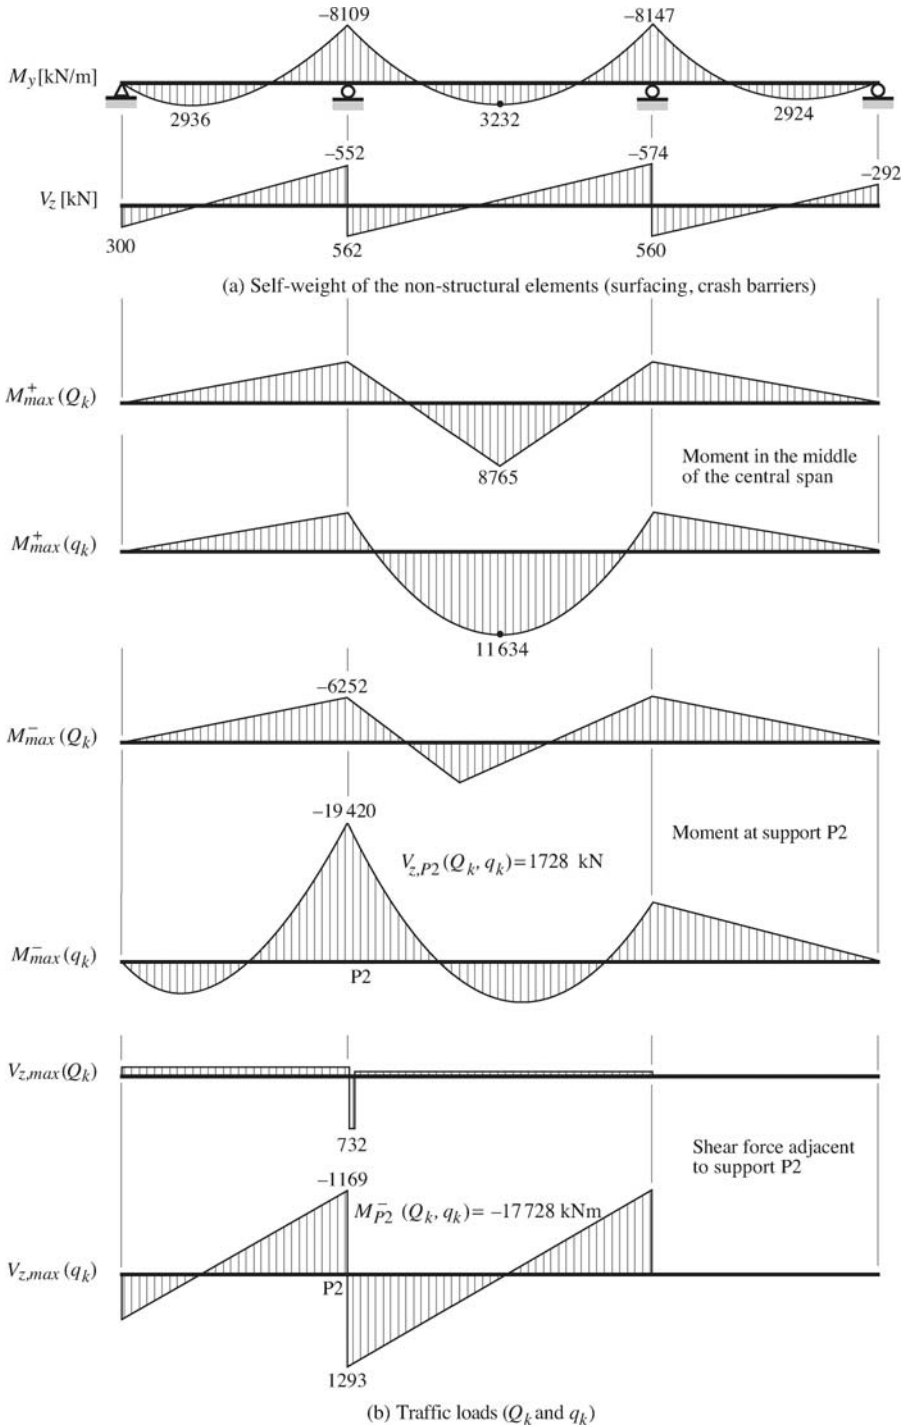 –8109 –8147
M_y [kN/m]
2936 3232 2924
–552 –574 –292
V_z [kN]
300 562 560
(a) Self-weight of the non-structural elements (surfacing, crash barriers)
M^+_max (Q_k)
8765
Moment in the middle
of the central span
M^+_max (q_k)
11 634
–6252
M^–_max (Q_k)
–19 420
Moment at support P2
V_z,P2 (Q_k, q_k) = 1728 kN
M^–_max (q_k)
P2
V_z,max (Q_k)
732
Shear force adjacent
to support P2
–1169
M^–_P2 (Q_k, q_k) = –17 728 kNm
V_z,max (q_k)
P2
1293
(b) Traffic loads (Q_k and q_k)